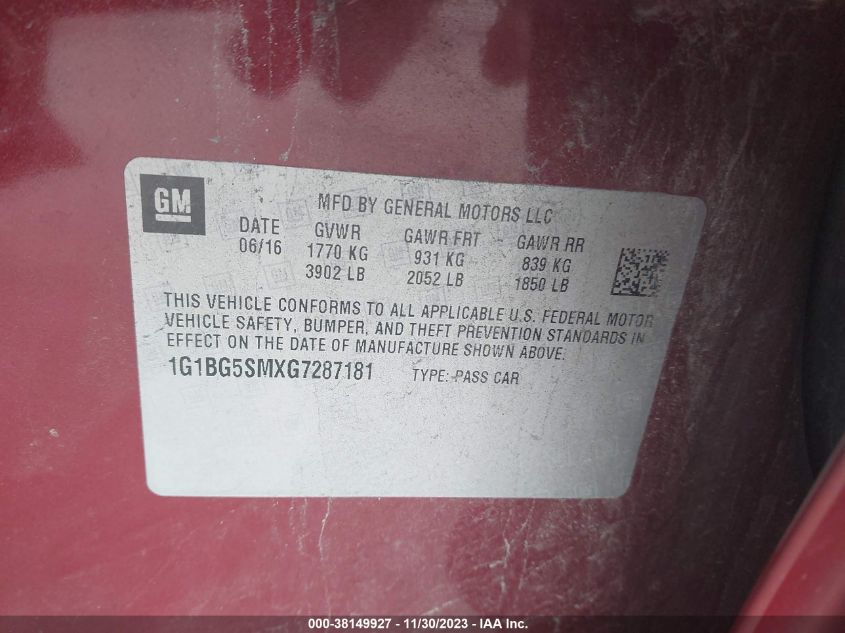 GM
MFD BY GENERAL MOTORS LLC
DATE GVWR GAWR FRT GAWR RR
06/16 1770 KG 931 KG 839 KG
3902 LB 2052 LB 1850 LB
THIS VEHICLE CONFORMS TO ALL APPLICABLE U.S. FEDERAL MOTOR
VEHICLE SAFETY, BUMPER, AND THEFT PREVENTION STANDARDS IN
EFFECT ON THE DATE OF MANUFACTURE SHOWN ABOVE.
1G1BG5SMXG7287181 TYPE: PASS CAR
000-38149927 - 11/30/2023 - IAA Inc.